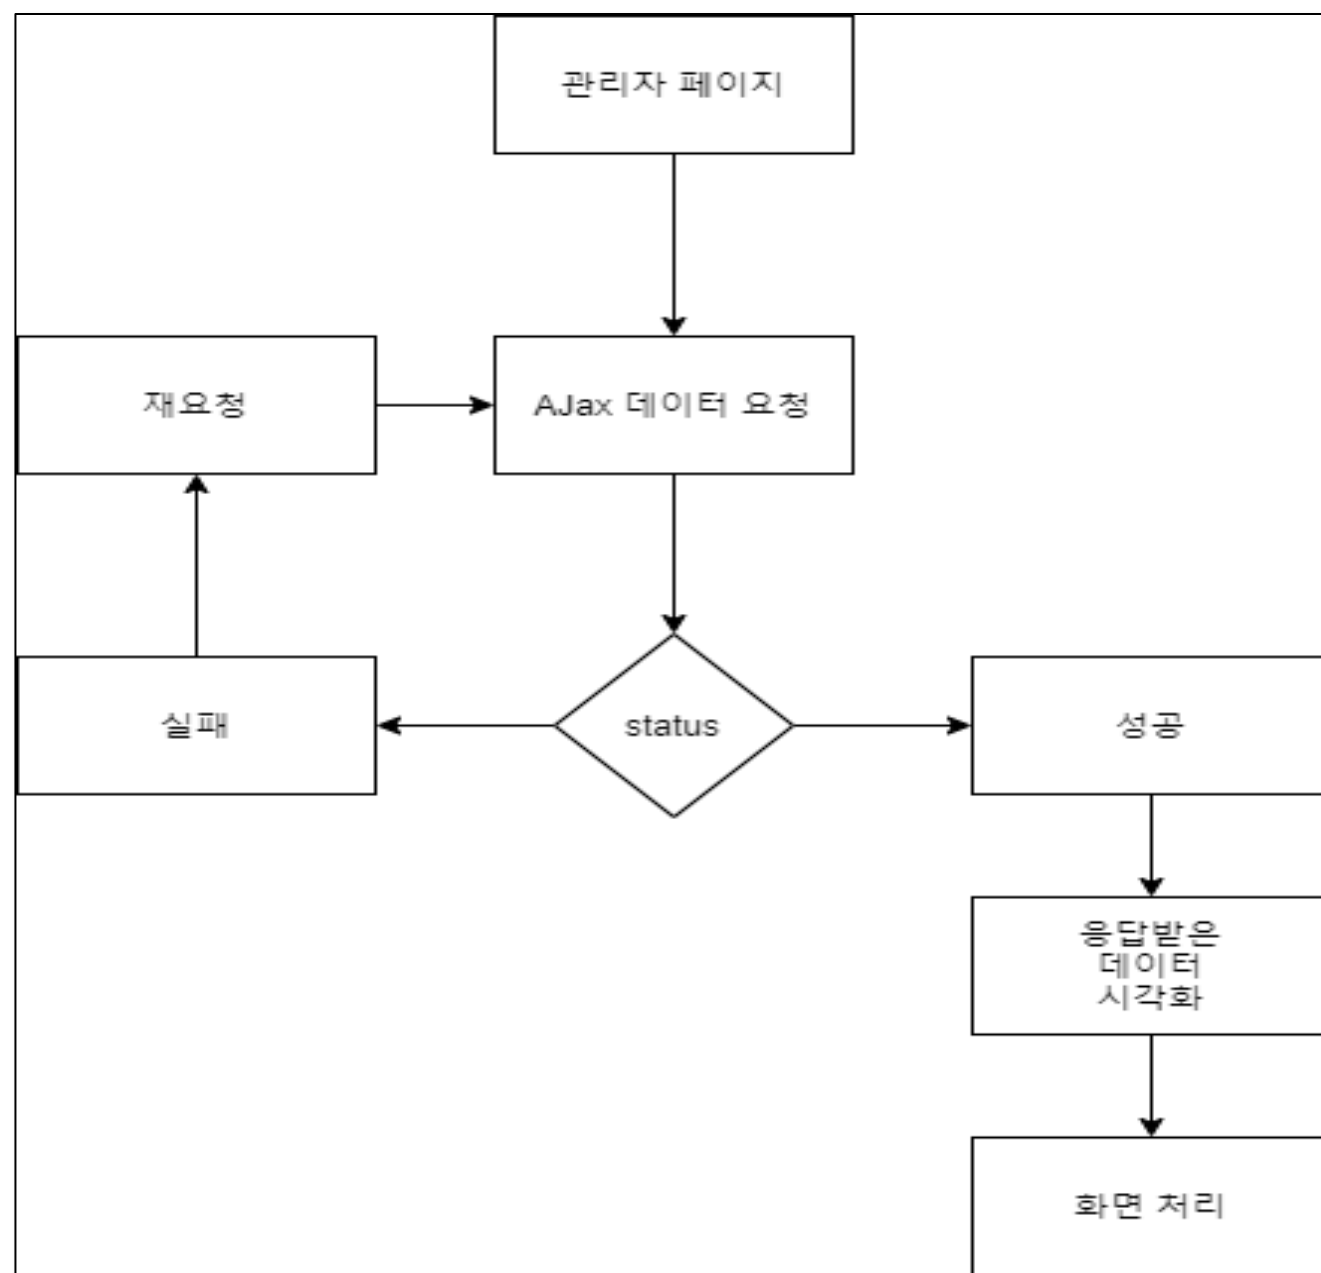 관리자 페이지
재요청
AJax 데이터 요청
실패
status
성공
응답받은
데이터
시각화
화면 처리